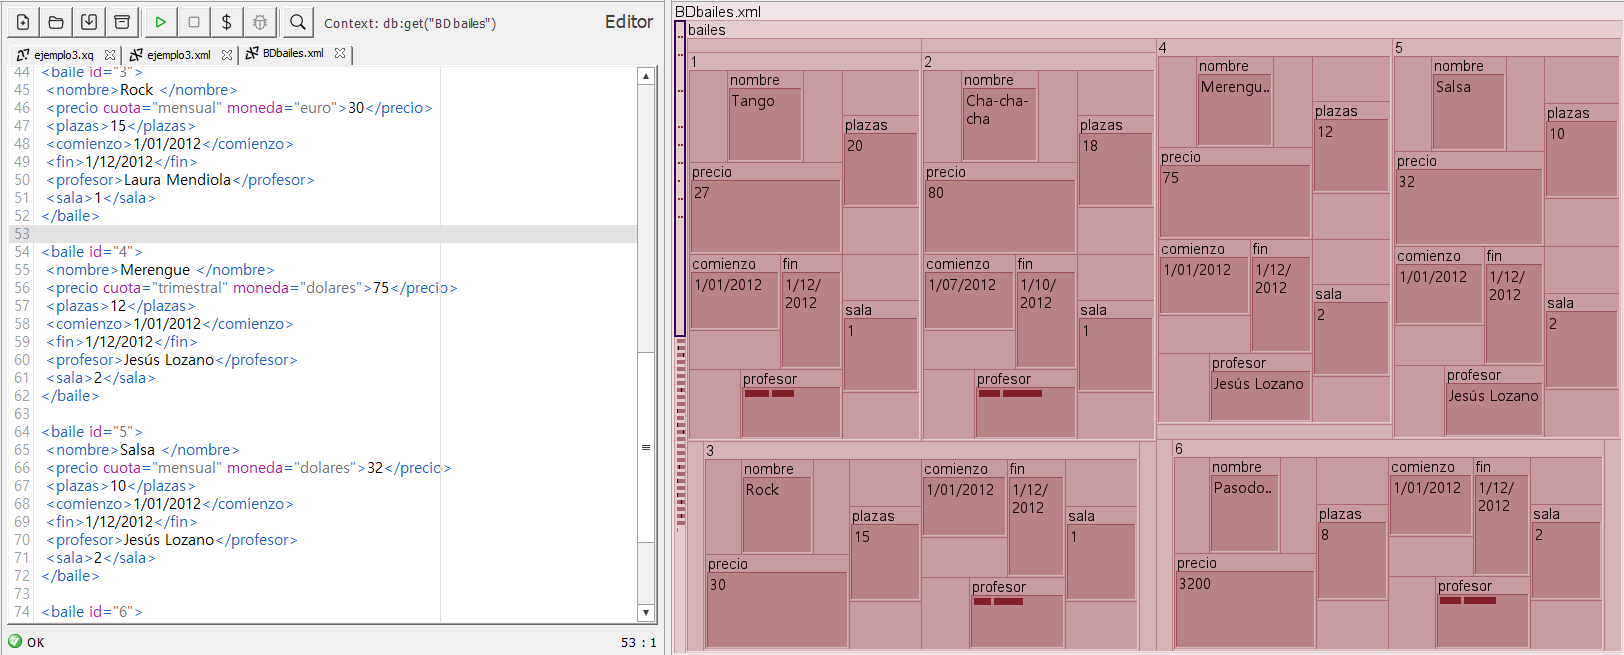 Context: db:get("BDbailes")
Editor
ejemplo3.xq
ejemplo3.xml
BDbailes.xml
44 <baile id="3">
45 <nombre>Rock </nombre>
46 <precio cuota="mensual" moneda="euro">30</precio>
47 <plazas>15</plazas>
48 <comienzo>1/01/2012</comienzo>
49 <fin>1/12/2012</fin>
50 <profesor>Laura Mendiola</profesor>
51 <sala>1</sala>
52 </baile>
53
54 <baile id="4">
55 <nombre>Merengue </nombre>
56 <precio cuota="trimestral" moneda="dolares">75</precio>
57 <plazas>12</plazas>
58 <comienzo>1/01/2012</comienzo>
59 <fin>1/12/2012</fin>
60 <profesor>Jesús Lozano</profesor>
61 <sala>2</sala>
62 </baile>
63
64 <baile id="5">
65 <nombre>Salsa </nombre>
66 <precio cuota="mensual" moneda="dolares">32</precio>
67 <plazas>10</plazas>
68 <comienzo>1/01/2012</comienzo>
69 <fin>1/12/2012</fin>
70 <profesor>Jesús Lozano</profesor>
71 <sala>2</sala>
72 </baile>
73
74 <baile id="6">
OK
53 : 1
BDbailes.xml
bailes
1
nombre
Tango
plazas
20
precio
27
comienzo
1/01/2012
fin
1/12/
2012
sala
1
profesor
2
nombre
Cha-cha-
cha
plazas
18
precio
80
comienzo
1/07/2012
fin
1/10/
2012
sala
1
profesor
4
nombre
Merengu..
plazas
12
precio
75
comienzo
1/01/2012
fin
1/12/
2012
sala
2
profesor
Jesús Lozano
5
nombre
Salsa
plazas
10
precio
32
comienzo
1/01/2012
fin
1/12/
2012
sala
2
profesor
Jesús Lozano
3
nombre
Rock
plazas
15
precio
30
comienzo
1/01/2012
fin
1/12/
2012
sala
1
profesor
6
nombre
Pasodo..
plazas
8
precio
3200
comienzo
1/01/2012
fin
1/12/
2012
sala
2
profesor